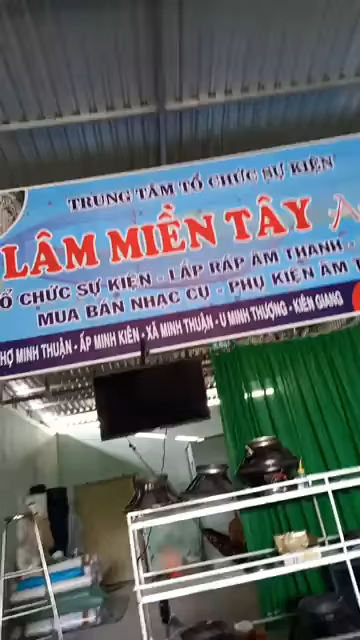 TRUNG TÂM TỔ CHỨC SỰ KIỆN
LÂM MIỀN TÂY
CHỨC SỰ KIỆN - LẮP RÁP ÂM THANH -
MUA BÁN NHẠC CỤ - PHỤ KIỆN ÂM
MINH THUẬN - ẤP MINH KIÊN - XÃ MINH THUẬN - U MINH THƯỢNG - KIÊN GIANG